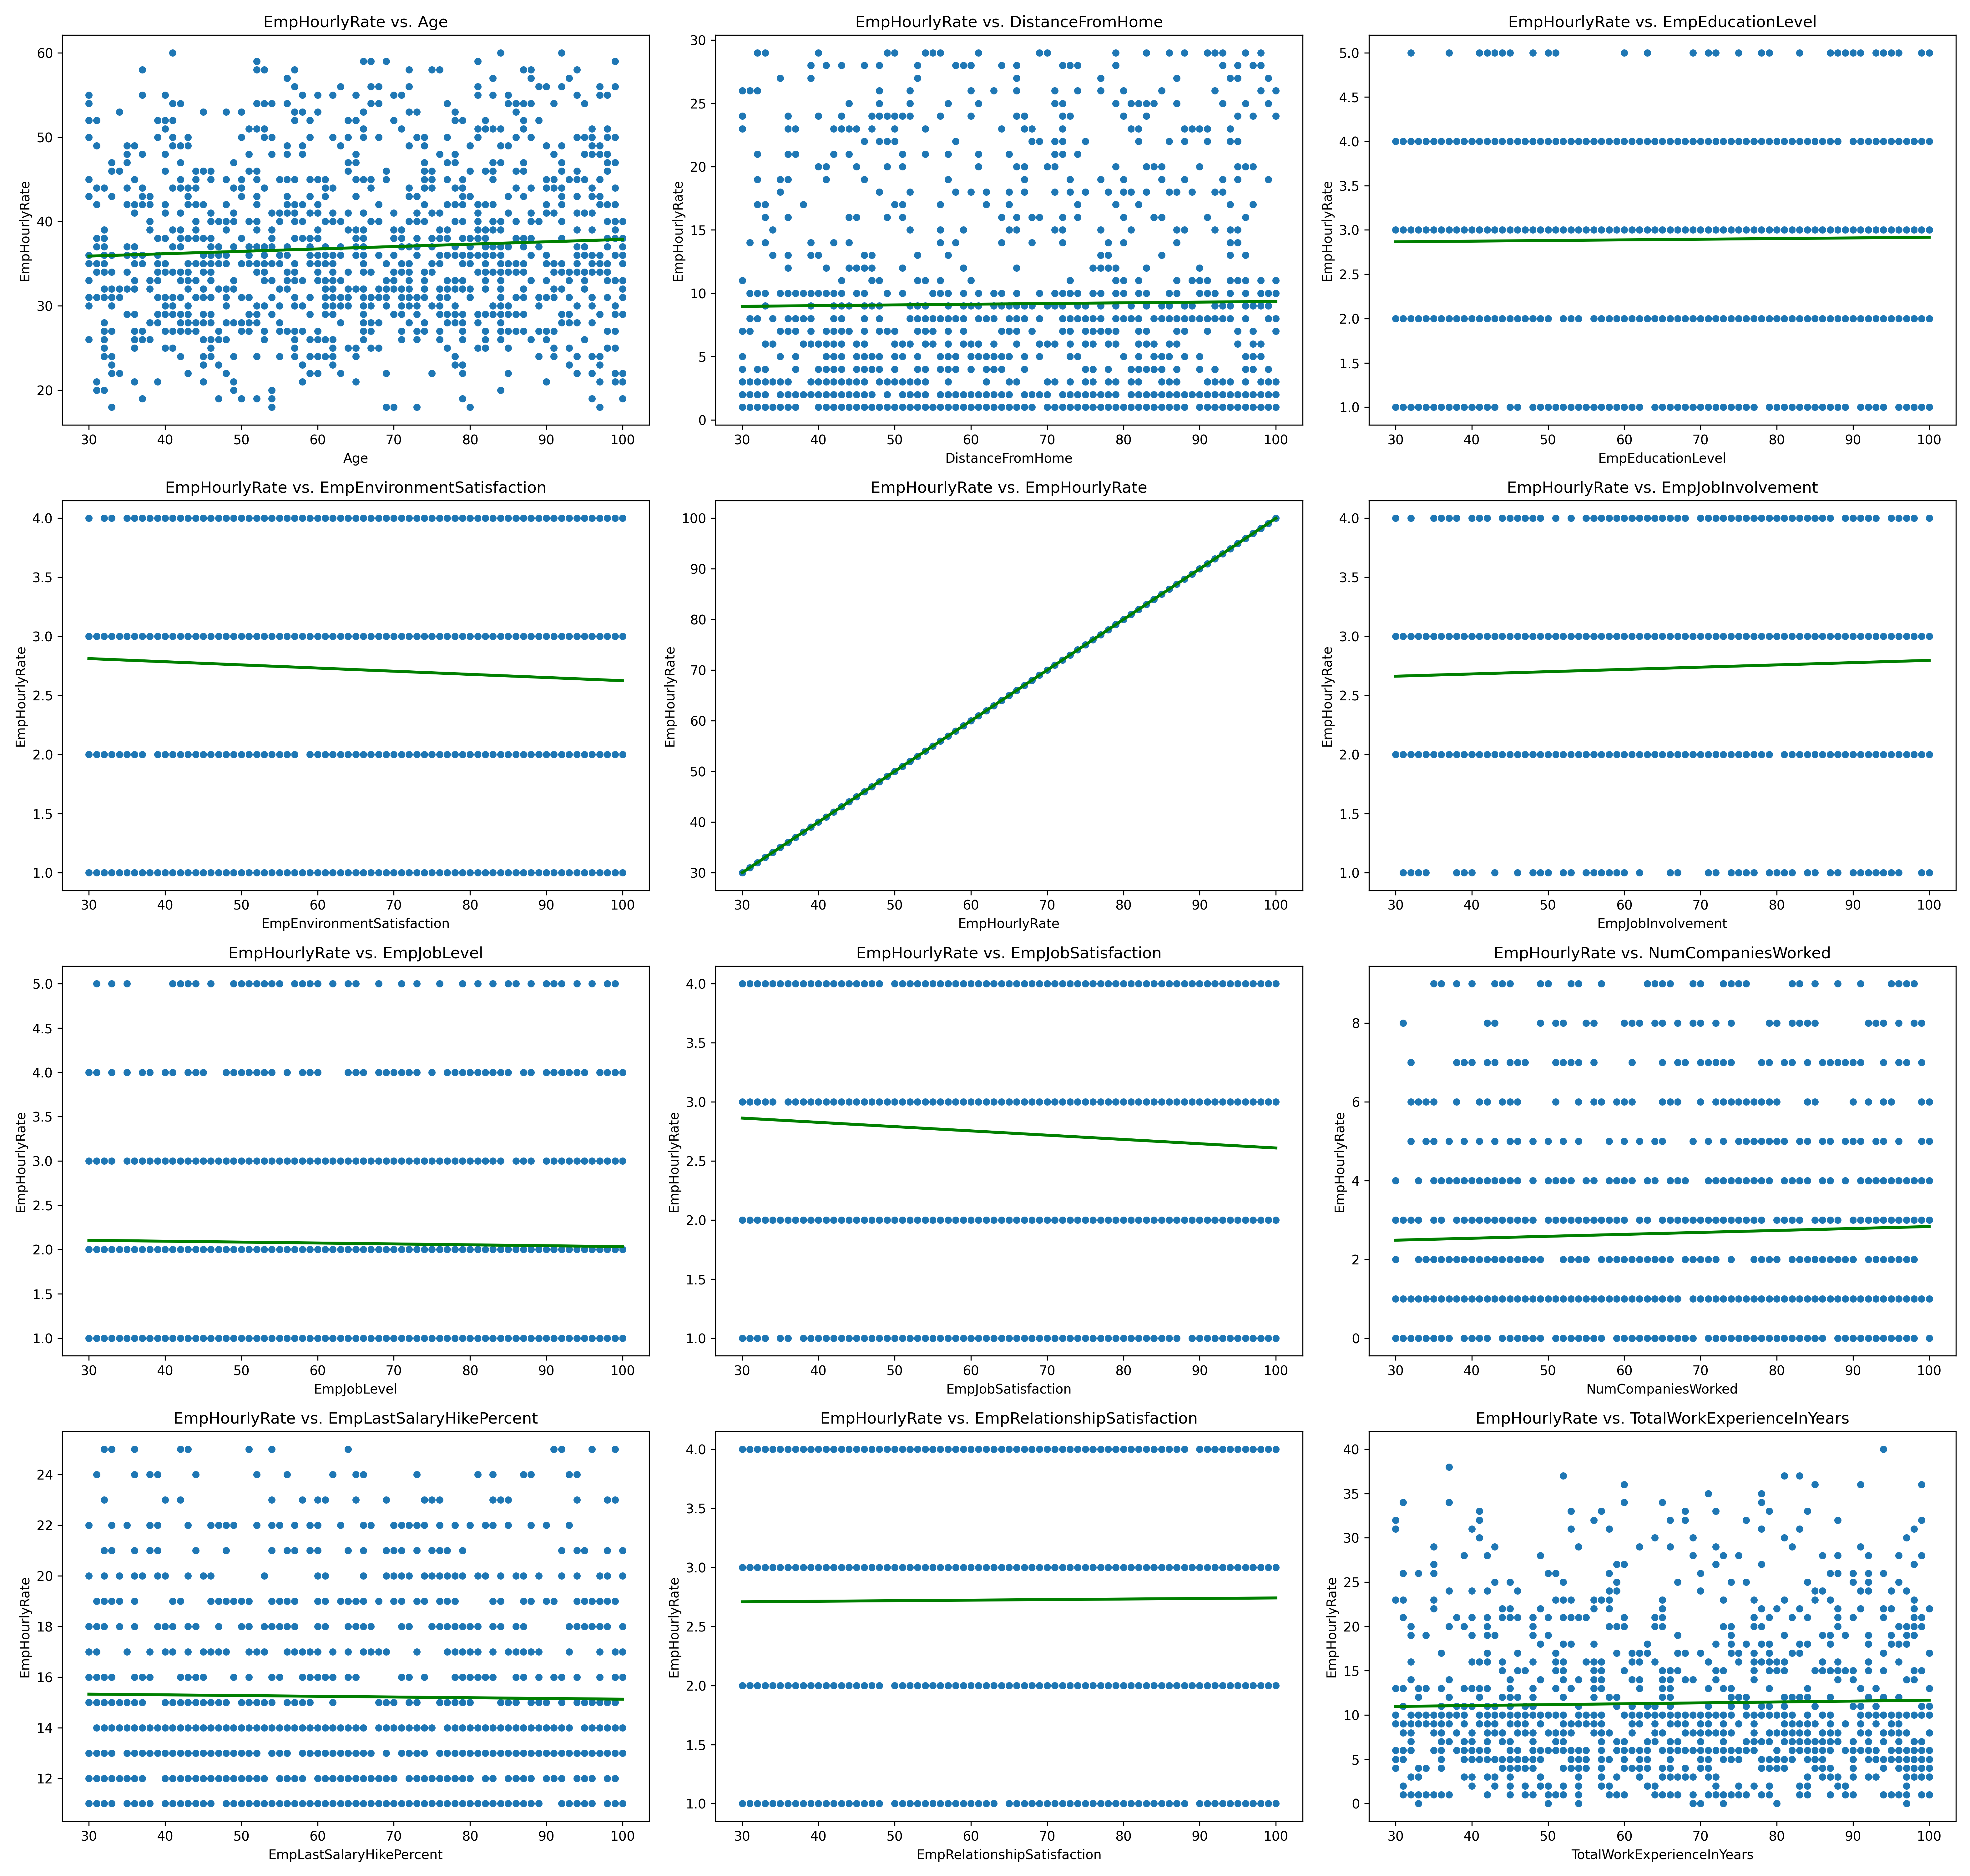 EmpHourlyRate vs. Age
EmpHourlyRate
60
50
40
30
20
30 40 50 60 70 80 90 100
Age
EmpHourlyRate vs. DistanceFromHome
EmpHourlyRate
30
25
20
15
10
5
0
30 40 50 60 70 80 90 100
DistanceFromHome
EmpHourlyRate vs. EmpEducationLevel
EmpHourlyRate
5.0
4.5
4.0
3.5
3.0
2.5
2.0
1.5
1.0
30 40 50 60 70 80 90 100
EmpEducationLevel
EmpHourlyRate vs. EmpEnvironmentSatisfaction
EmpHourlyRate
4.0
3.5
3.0
2.5
2.0
1.5
1.0
30 40 50 60 70 80 90 100
EmpEnvironmentSatisfaction
EmpHourlyRate vs. EmpHourlyRate
EmpHourlyRate
100
90
80
70
60
50
40
30
30 40 50 60 70 80 90 100
EmpHourlyRate
EmpHourlyRate vs. EmpJobInvolvement
EmpHourlyRate
4.0
3.5
3.0
2.5
2.0
1.5
1.0
30 40 50 60 70 80 90 100
EmpJobInvolvement
EmpHourlyRate vs. EmpJobLevel
EmpHourlyRate
5.0
4.5
4.0
3.5
3.0
2.5
2.0
1.5
1.0
30 40 50 60 70 80 90 100
EmpJobLevel
EmpHourlyRate vs. EmpJobSatisfaction
EmpHourlyRate
4.0
3.5
3.0
2.5
2.0
1.5
1.0
30 40 50 60 70 80 90 100
EmpJobSatisfaction
EmpHourlyRate vs. NumCompaniesWorked
EmpHourlyRate
8
6
4
2
0
30 40 50 60 70 80 90 100
NumCompaniesWorked
EmpHourlyRate vs. EmpLastSalaryHikePercent
EmpHourlyRate
24
22
20
18
16
14
12
30 40 50 60 70 80 90 100
EmpLastSalaryHikePercent
EmpHourlyRate vs. EmpRelationshipSatisfaction
EmpHourlyRate
4.0
3.5
3.0
2.5
2.0
1.5
1.0
30 40 50 60 70 80 90 100
EmpRelationshipSatisfaction
EmpHourlyRate vs. TotalWorkExperienceInYears
EmpHourlyRate
40
35
30
25
20
15
10
5
0
30 40 50 60 70 80 90 100
TotalWorkExperienceInYears